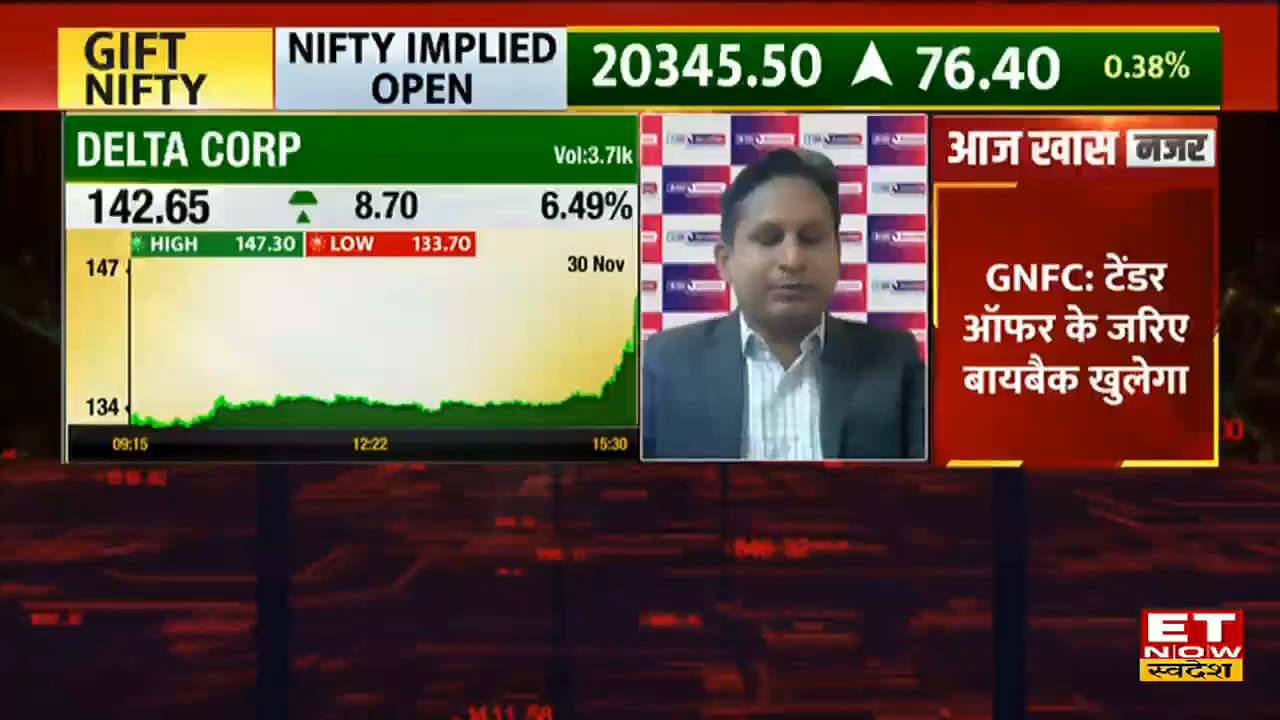 GIFT
NIFTY
NIFTY IMPLIED
OPEN
20345.50 76.40 0.38%
DELTA CORP
Vol:3.7lk
142.65 8.70 6.49%
HIGH 147.30 LOW 133.70
147
30 Nov
134
09:15 12:22 15:30
आज खास नजर
GNFC: टेंडर
ऑफर के जरिए
बायबैक खुलेगा
ET
NOW
स्वदेश